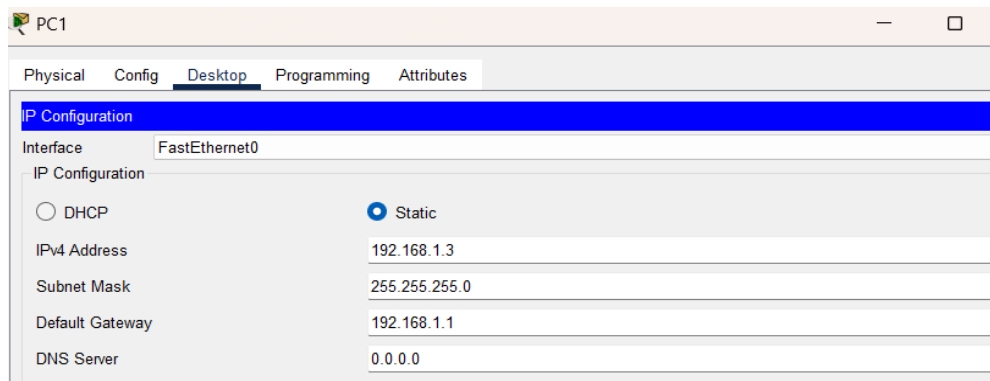 PC1
Physical Config Desktop Programming Attributes
IP Configuration
Interface FastEthernet0
IP Configuration
DHCP Static
IPv4 Address 192.168.1.3
Subnet Mask 255.255.255.0
Default Gateway 192.168.1.1
DNS Server 0.0.0.0